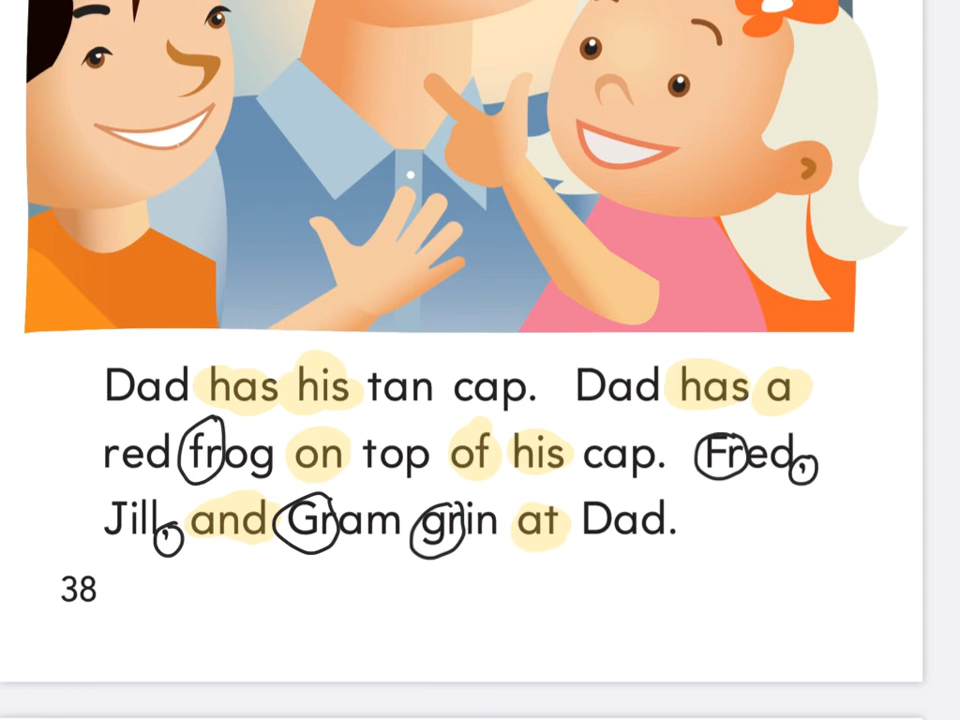 Dad has his tan cap. Dad has a
red frog on top of his cap. Fred,
Jill, and Gram grin at Dad.
38